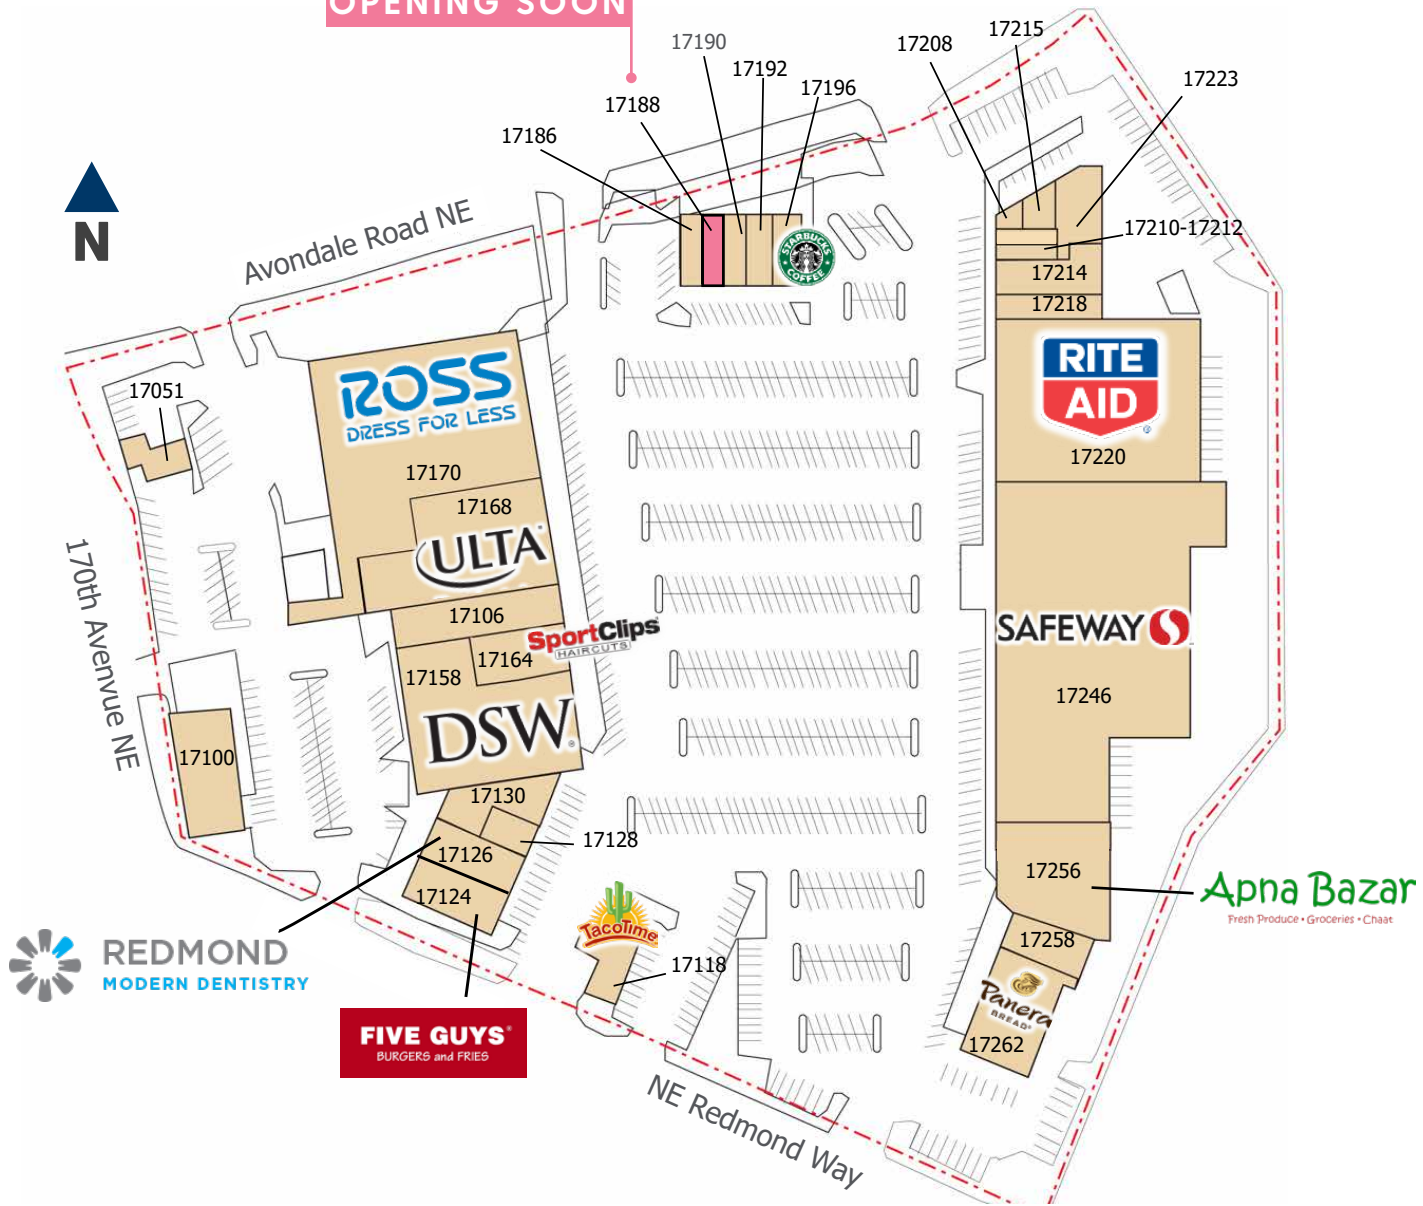 OPENING SOON
17190
17208
17215
17192
17223
17188
17196
17186
N
Avondale Road NE
STARBUCKS
COFFEE
17210-17212
17214
17218
RITE
AID
17220
17051
ROSS
DRESS FOR LESS
17170
17168
ULTA
170th Avenvue NE
17106
SportClips
HAIRCUTS
17164
17158
DSW
SAFEWAY
17246
17100
17130
17128
17126
17124
17256
Apna Bazar
Fresh Produce • Groceries • Chaat
REDMOND
MODERN DENTISTRY
TacoTime
17118
17258
Panera
BREAD
17262
FIVE GUYS
BURGERS and FRIES
NE Redmond Way